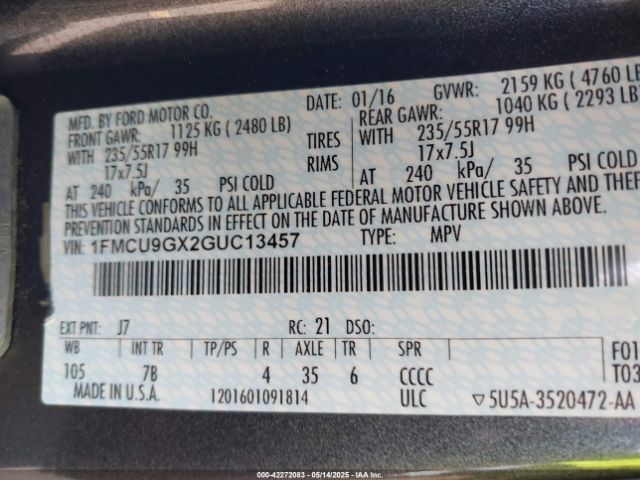 MFD. BY FORD MOTOR CO. DATE: 01/16 GVWR: 2159 KG ( 4760 LB
FRONT GAWR: 1125 KG ( 2480 LB) REAR GAWR: 1040 KG ( 2293 LB)
WITH 235/55R17 99H TIRES WITH 235/55R17 99H
17x7.5J RIMS 17x7.5J
AT 240 kPa/ 35 PSI COLD AT 240 kPa/ 35 PSI COLD
THIS VEHICLE CONFORMS TO ALL APPLICABLE FEDERAL MOTOR VEHICLE SAFETY AND THEF
PREVENTION STANDARDS IN EFFECT ON THE DATE OF MANUFACTURE SHOWN ABOVE.
VIN: 1FMCU9GX2GUC13457 TYPE: MPV
EXT PNT: J7 RC: 21 DSO:
WB INT TR TP/PS R AXLE TR SPR F01
105 7B 4 35 6 CCCC T03
MADE IN U.S.A. 1201601091814 ULC ▽5U5A-3520472-AA
000-42272083 - 05/14/2025 - IAA Inc.